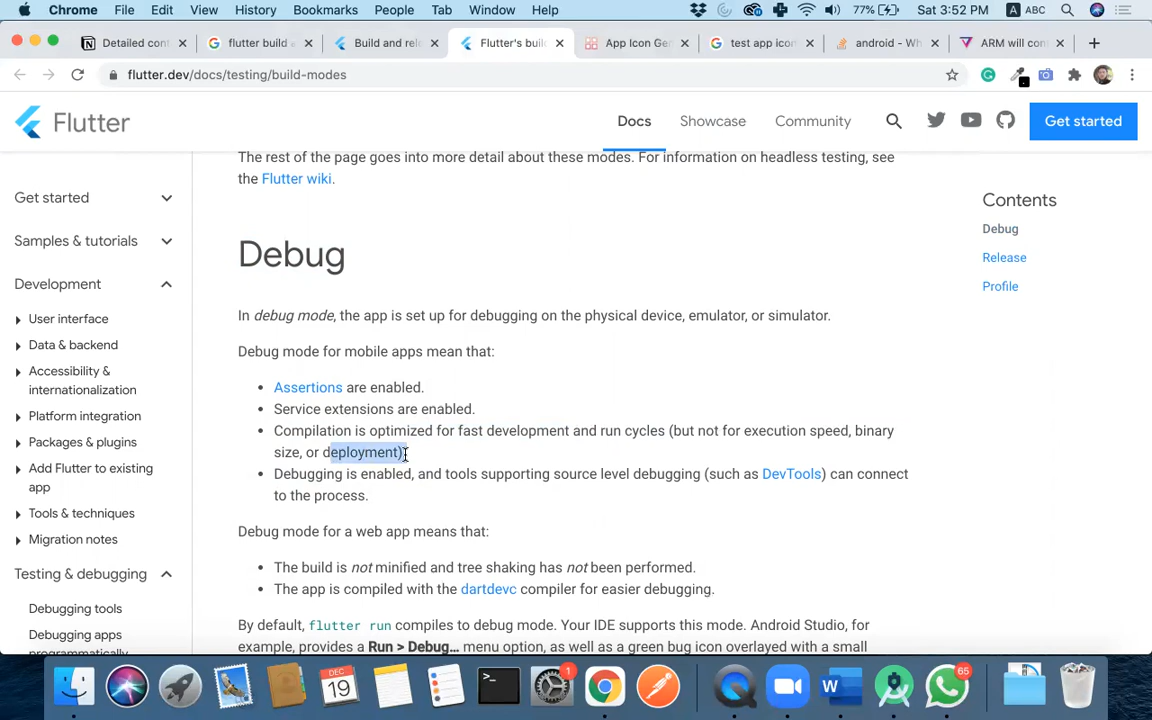 Chrome File Edit View History Bookmarks People Tab Window Help 77% Sat 3:52 PM A ABC
Detailed con
flutter build
Build and rel
Flutter's buil
App Icon Gen
test app icon
android - Wh
ARM will con
flutter.dev/docs/testing/build-modes
Flutter
Docs Showcase Community Get started
The rest of the page goes into more detail about these modes. For information on headless testing, see
the Flutter wiki.
Get started
Samples & tutorials
Development
User interface
Data & backend
Accessibility &
internationalization
Platform integration
Packages & plugins
Add Flutter to existing
app
Tools & techniques
Migration notes
Testing & debugging
Debugging tools
Debugging apps
programmatically
Debug
In debug mode, the app is set up for debugging on the physical device, emulator, or simulator.
Debug mode for mobile apps mean that:
• Assertions are enabled.
• Service extensions are enabled.
• Compilation is optimized for fast development and run cycles (but not for execution speed, binary
size, or deployment).
• Debugging is enabled, and tools supporting source level debugging (such as DevTools) can connect
to the process.
Debug mode for a web app means that:
• The build is not minified and tree shaking has not been performed.
• The app is compiled with the dartdevc compiler for easier debugging.
By default, flutter run compiles to debug mode. Your IDE supports this mode. Android Studio, for
example, provides a Run > Debug… menu option, as well as a green bug icon overlayed with a small
Contents
Debug
Release
Profile
DEC
19
1
W
65